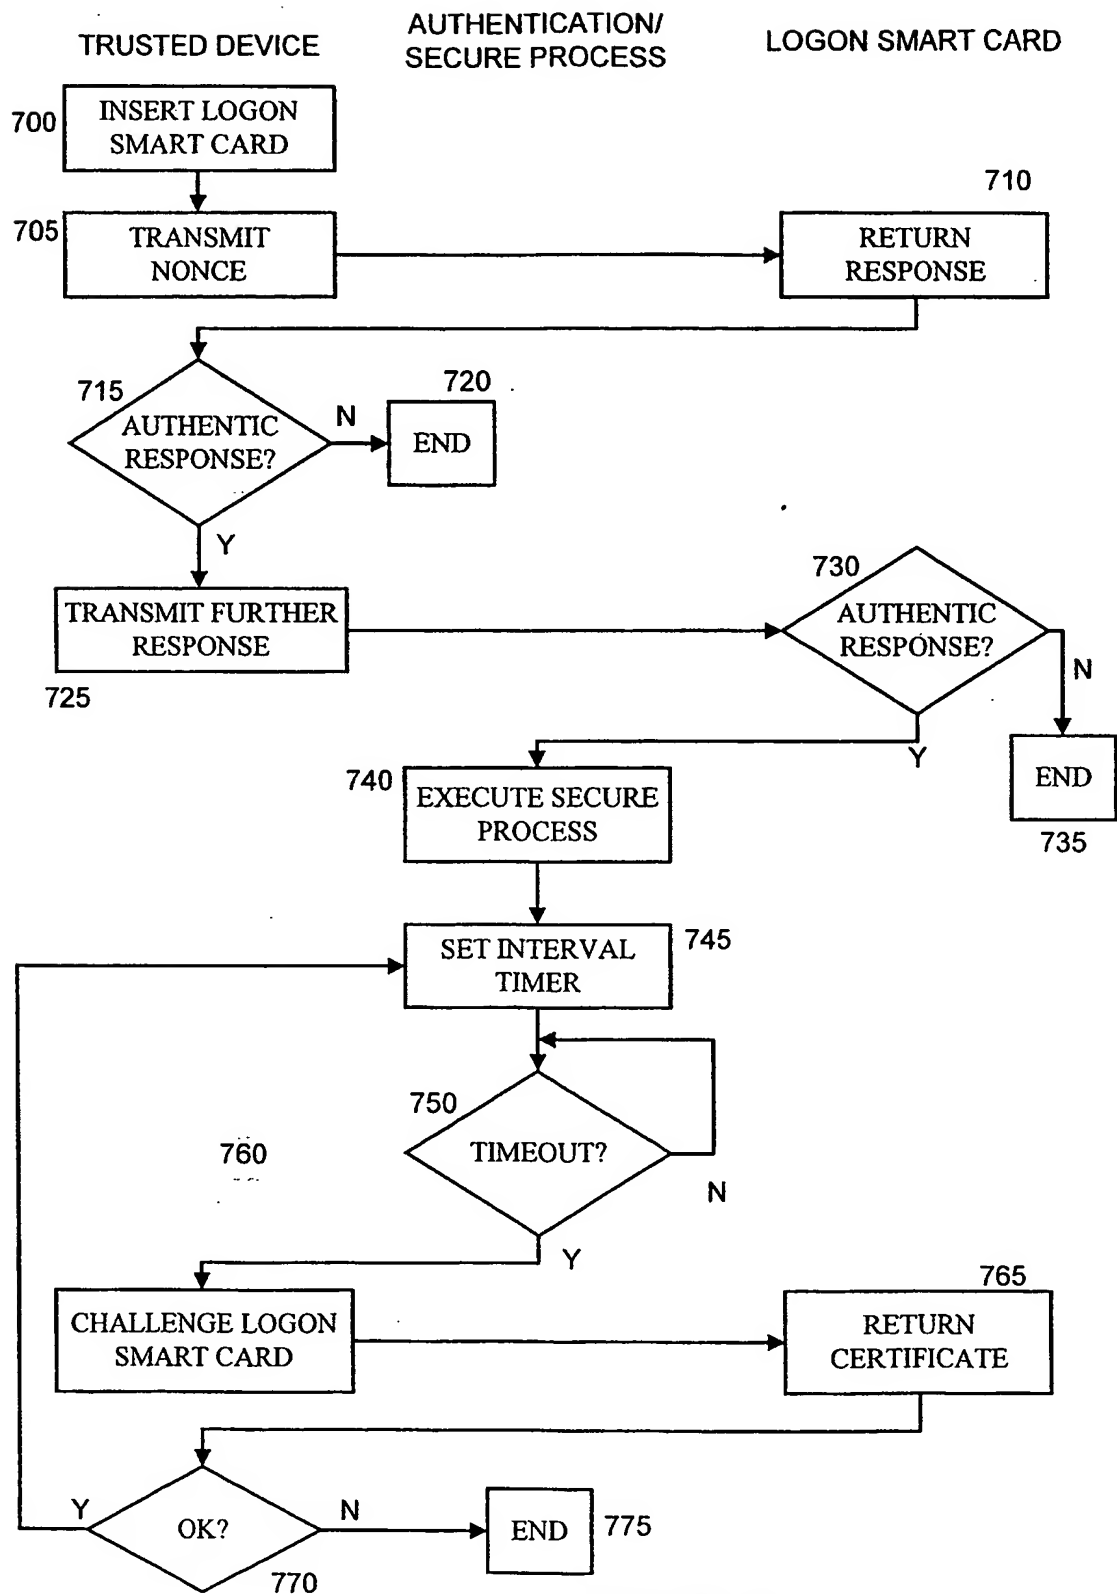 TRUSTED DEVICE
AUTHENTICATION/
SECURE PROCESS
LOGON SMART CARD
700
INSERT LOGON
SMART CARD
705
TRANSMIT
NONCE
710
RETURN
RESPONSE
715
AUTHENTIC
RESPONSE?
N
720
END
Y
TRANSMIT FURTHER
RESPONSE
725
730
AUTHENTIC
RESPONSE?
N
Y
END
735
740
EXECUTE SECURE
PROCESS
SET INTERVAL
TIMER
745
750
TIMEOUT?
N
Y
760
CHALLENGE LOGON
SMART CARD
765
RETURN
CERTIFICATE
Y
OK?
N
770
END
775